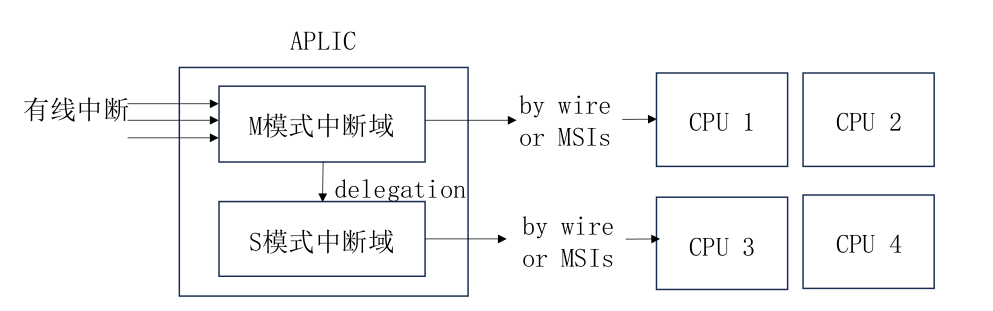 APLIC
有线中断
M模式中断域
by wire
or MSIs
CPU 1
CPU 2
delegation
S模式中断域
by wire
or MSIs
CPU 3
CPU 4